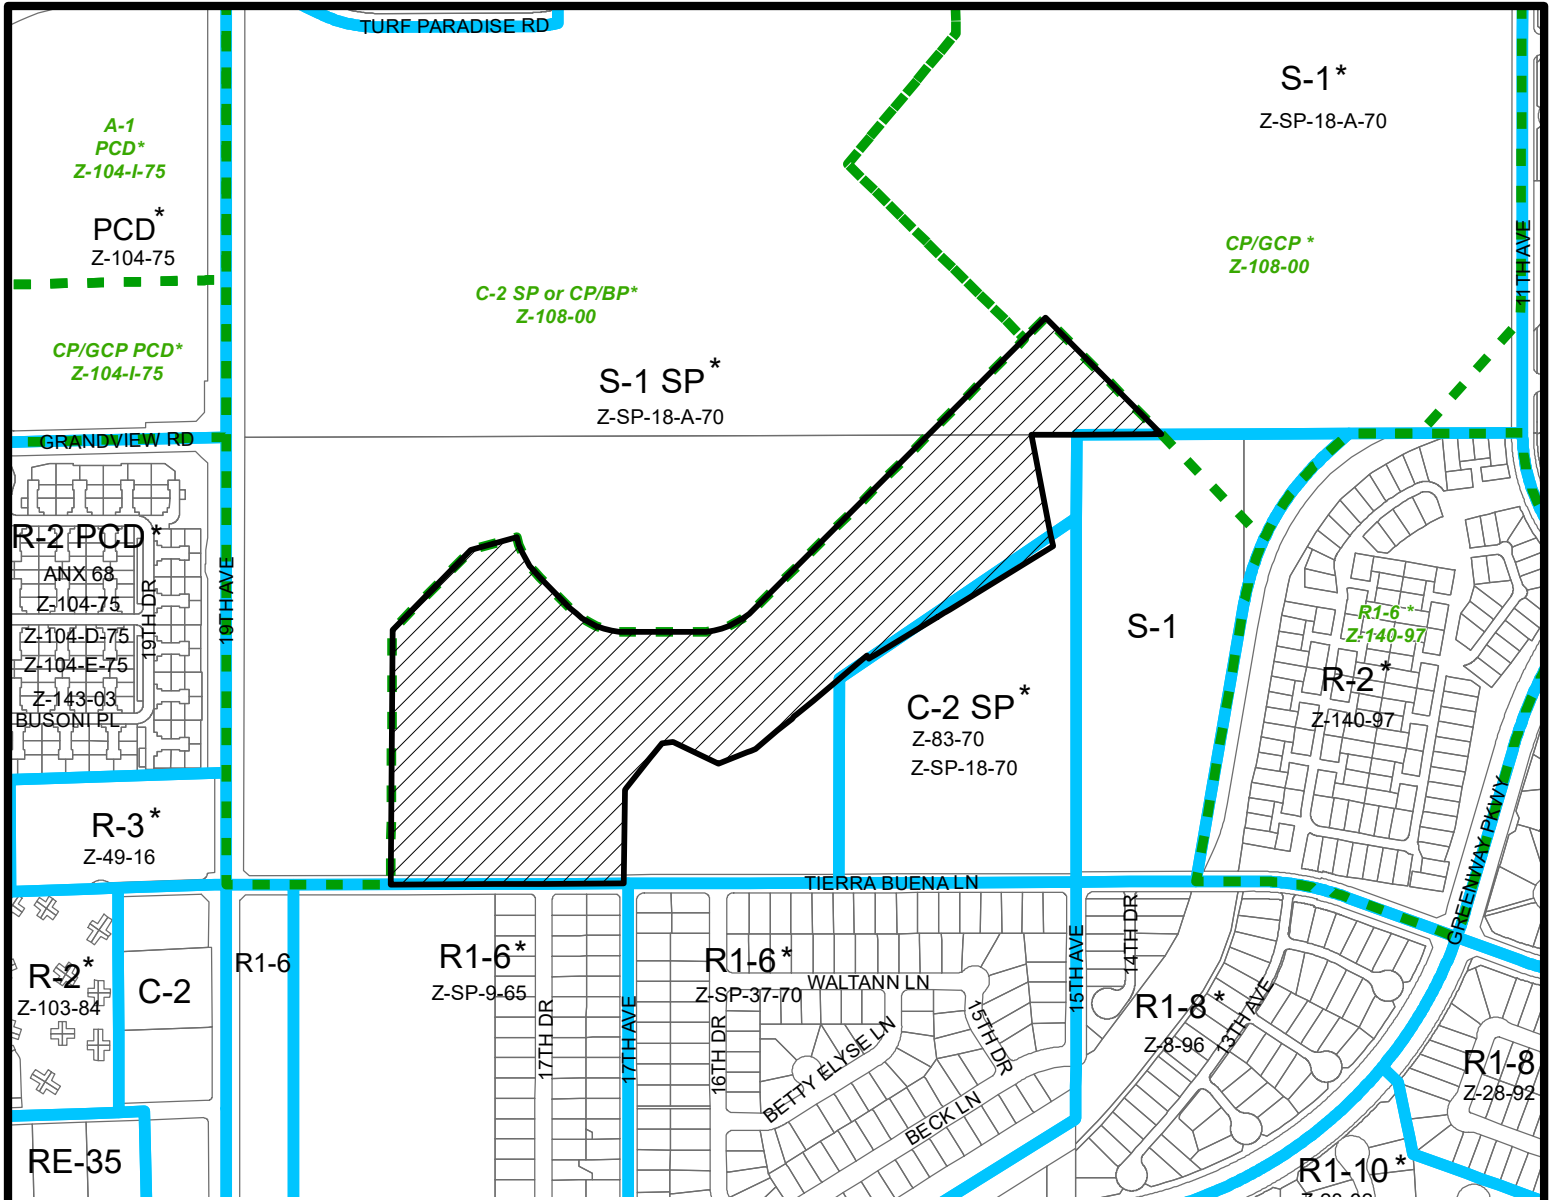 TURF PARADISE RD
S-1*
Z-SP-18-A-70
A-1
PCD*
Z-104-I-75
PCD*
Z-104-75
CP/GCP *
Z-108-00
11TH AVE
C-2 SP or CP/BP*
Z-108-00
CP/GCP PCD*
Z-104-I-75
S-1 SP*
Z-SP-18-A-70
GRANDVIEW RD
R-2 PCD*
ANX 68
Z-104-75
Z-104-D-75
Z-104-E-75
Z-143-03
BUSONI PL
19TH DR
19TH AVE
S-1
R1-6 *
Z-140-97
R-2*
Z-140-97
C-2 SP*
Z-83-70
Z-SP-18-70
R-3*
Z-49-16
GREENWAY PKWY
TIERRA BUENA LN
R-2*
Z-103-84
C-2
R1-6
R1-6*
Z-SP-9-65
17TH DR
17TH AVE
R1-6*
Z-SP-37-70
16TH DR
WALTANN LN
15TH DR
BETTY ELYSE LN
BECK LN
15TH AVE
14TH DR
R1-8*
Z-8-96
13TH AVE
R1-8
Z-28-92
RE-35
R1-10*